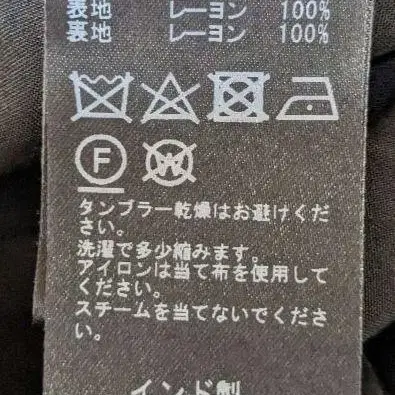 表地 レーヨン 100%
裏地 レーヨン 100%
F W
タンブラー乾燥はお避けくだ
さい。
洗濯で多少縮みます。
アイロンは当て布を使用して
ください。
スチームを当てないでくださ
い。
インド製